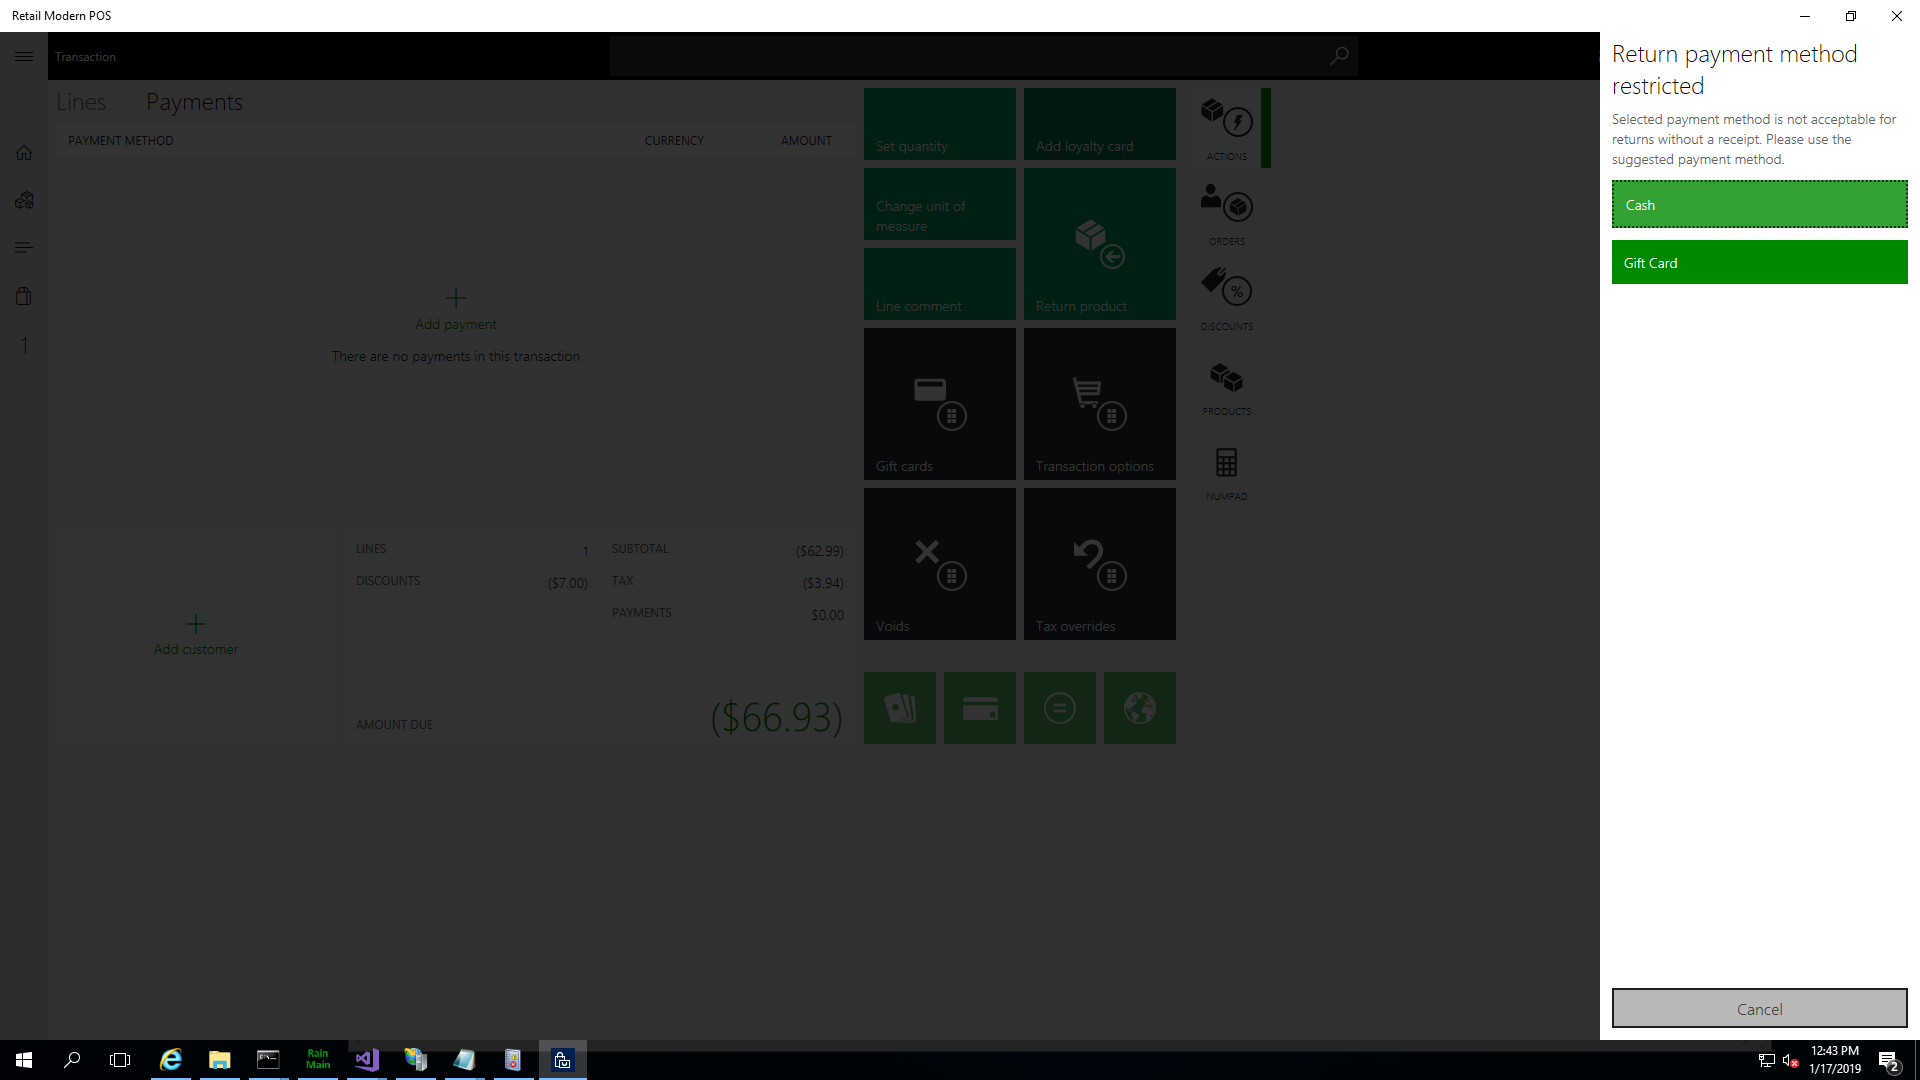 Retail Modern POS
Transaction
Lines Payments
PAYMENT METHOD CURRENCY AMOUNT
Add payment
There are no payments in this transaction
1
Add customer
LINES 1
DISCOUNTS ($7.00)
SUBTOTAL ($62.99)
TAX ($3.94)
PAYMENTS $0.00
AMOUNT DUE ($66.93)
Set quantity
Add loyalty card
Change unit of
measure
Line comment
Return product
Gift cards
Transaction options
Voids
Tax overrides
ACTIONS
ORDERS
%
DISCOUNTS
PRODUCTS
NUMPAD
Return payment method
restricted
Selected payment method is not acceptable for
returns without a receipt. Please use the
suggested payment method.
Cash
Gift Card
Cancel
Rain
Main
12:43 PM
1/17/2019
2